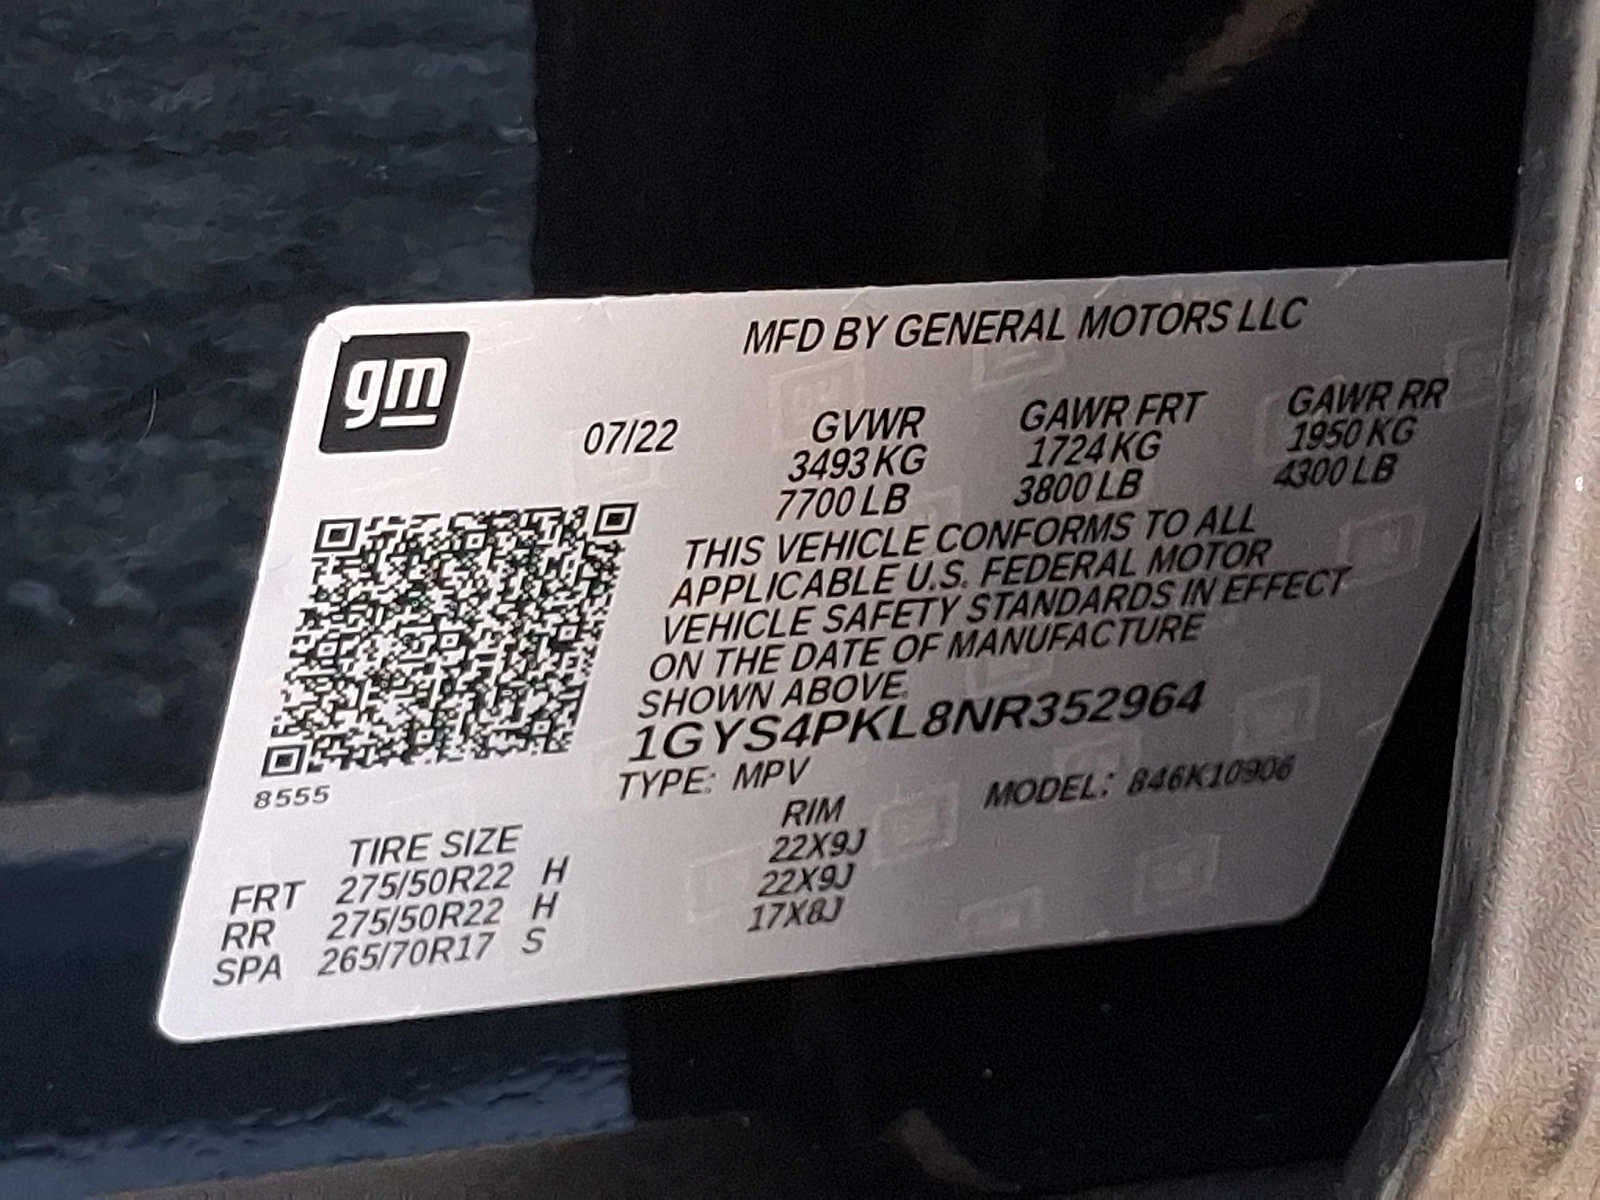 gm
MFD BY GENERAL MOTORS LLC
07/22 GVWR GAWR FRT GAWR RR
3493 KG 1724 KG 1950 KG
7700 LB 3800 LB 4300 LB
THIS VEHICLE CONFORMS TO ALL
APPLICABLE U.S. FEDERAL MOTOR
VEHICLE SAFETY STANDARDS IN EFFECT
ON THE DATE OF MANUFACTURE
SHOWN ABOVE.
1GYS4PKL8NR352964
8555
TYPE: MPV MODEL: 846K10906
TIRE SIZE RIM
FRT 275/50R22 H 22X9J
RR 275/50R22 H 22X9J
SPA 265/70R17 S 17X8J